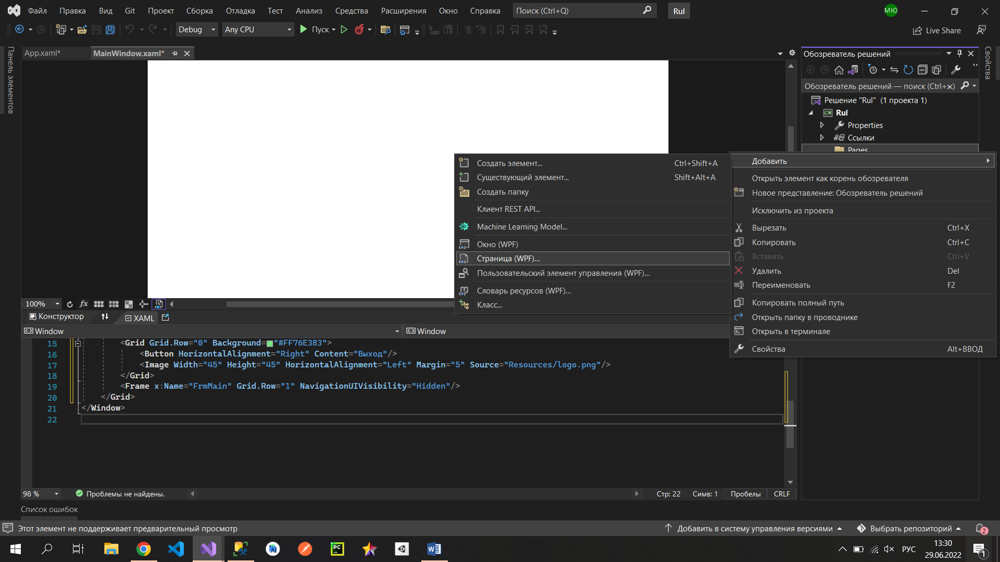 Файл Правка Вид Git Проект Сборка Отладка Тест Анализ Средства Расширения Окно Справка Поиск (Ctrl+Q) Rul МЮ
Debug Any CPU Пуск Live Share
Панель элементов
App.xaml* MainWindow.xaml*
Обозреватель решений
Свойства
Обозреватель решений — поиск (Ctrl+ж)
Решение "Rul" (1 проекта 1)
C# Rul
Properties
Ссылки
Pages
Создать элемент... Ctrl+Shift+A
Существующий элемент... Shift+Alt+A
Создать папку
Клиент REST API...
Machine Learning Model...
Окно (WPF)
Страница (WPF)...
Пользовательский элемент управления (WPF)...
Словарь ресурсов (WPF)...
Класс...
Добавить
Открыть элемент как корень обозревателя
Новое представление: Обозреватель решений
Исключить из проекта
Вырезать Ctrl+X
Копировать Ctrl+C
Вставить Ctrl+V
Удалить Del
Переименовать F2
Копировать полный путь
Открыть папку в проводнике
Открыть в терминале
Свойства Alt+ВВОД
100% fx
Конструктор XAML
Window Window
15 <Grid Grid.Row="0" Background="#FF76E383">
16 <Button HorizontalAlignment="Right" Content="Выход"/>
17 <Image Width="45" Height="45" HorizontalAlignment="Left" Margin="5" Source="Resources/logo.png"/>
18 </Grid>
19 <Frame x:Name="FrmMain" Grid.Row="1" NavigationUIVisibility="Hidden"/>
20 </Grid>
21 </Window>
22
98 % Проблемы не найдены. Стр: 22 Симв: 1 Пробелы CRLF
Список ошибок
Этот элемент не поддерживает предварительный просмотр Добавить в систему управления версиями Выбрать репозиторий 2
PC РУС 13:30
29.06.2022 1